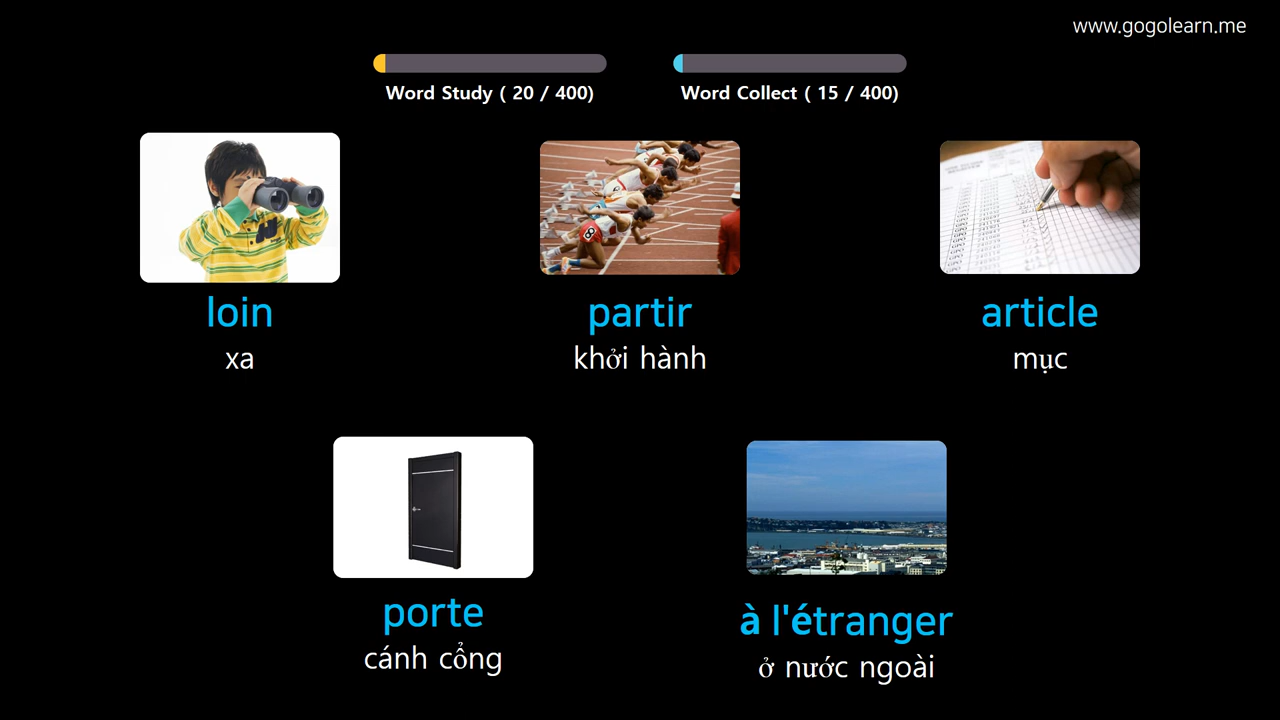 www.gogolearn.me
Word Study ( 20 / 400)
Word Collect ( 15 / 400)
loin
xa
partir
khởi hành
article
mục
porte
cánh cổng
à l'étranger
ở nước ngoài